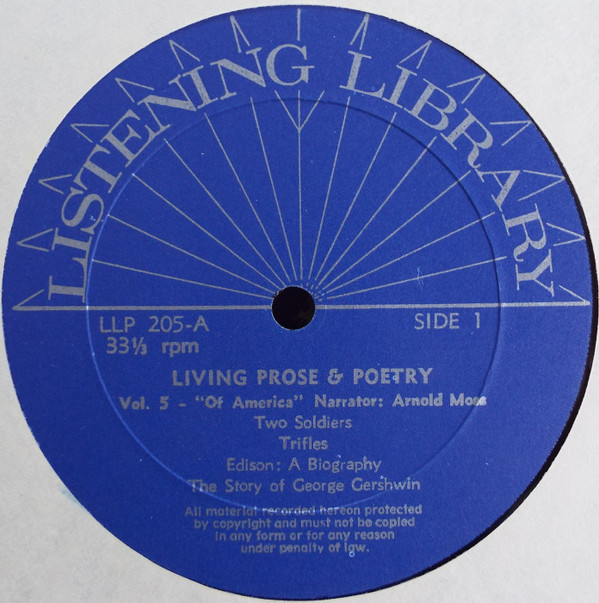 LISTENING LIBRARY
LLP 205-A
SIDE 1
33⅓ rpm
LIVING PROSE & POETRY
Vol. 5 - "Of America" Narrator: Arnold Moss
Two Soldiers
Trifles
Edison: A Biography
The Story of George Gershwin
All material recorded hereon protected
by copyright and must not be copied
in any form or for any reason
under penalty of law.